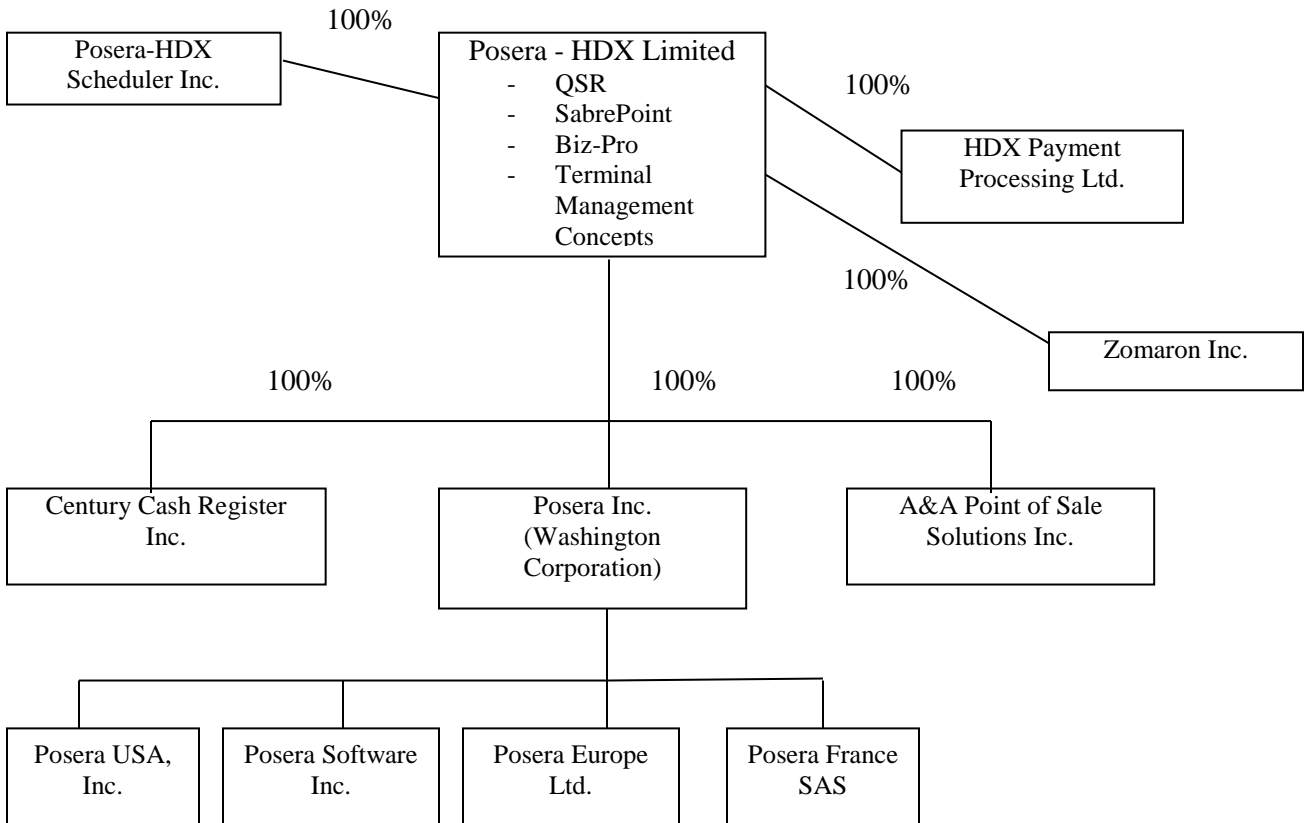 100%
Posera-HDX
Scheduler Inc.
Posera - HDX Limited
- QSR
- SabrePoint
- Biz-Pro
- Terminal
Management
Concepts
100%
HDX Payment
Processing Ltd.
100%
Zomaron Inc.
100%
100%
100%
Century Cash Register
Inc.
Posera Inc.
(Washington
Corporation)
A&A Point of Sale
Solutions Inc.
Posera USA,
Inc.
Posera Software
Inc.
Posera Europe
Ltd.
Posera France
SAS